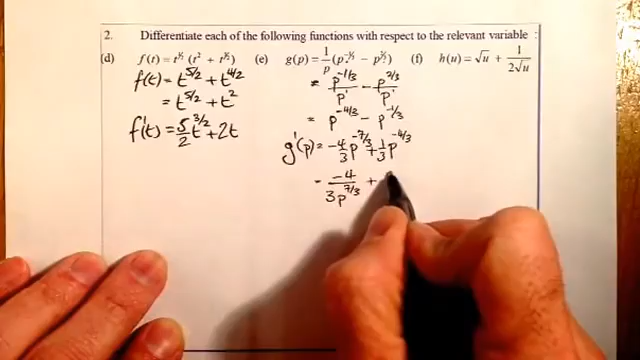 2. Differentiate each of the following functions with respect to the relevant variable :
(d) f(t) = t^{1/2} (t² + t^{3/2}) (e) g(p) = 1/p (p^{-1/3} − p^{2/3}) (f) h(u) = √u + 1/(2√u)
f(t) = t^{5/2} + t^{4/2}
= t^{5/2} + t²
f'(t) = 5/2 t^{3/2} + 2t
= p^{-1/3}/p¹ − p^{2/3}/p¹
= p^{-4/3} − p^{-1/3}
g'(p) = −4/3 p^{-7/3} + 1/3 p^{-4/3}
= −4/(3p^{7/3}) +